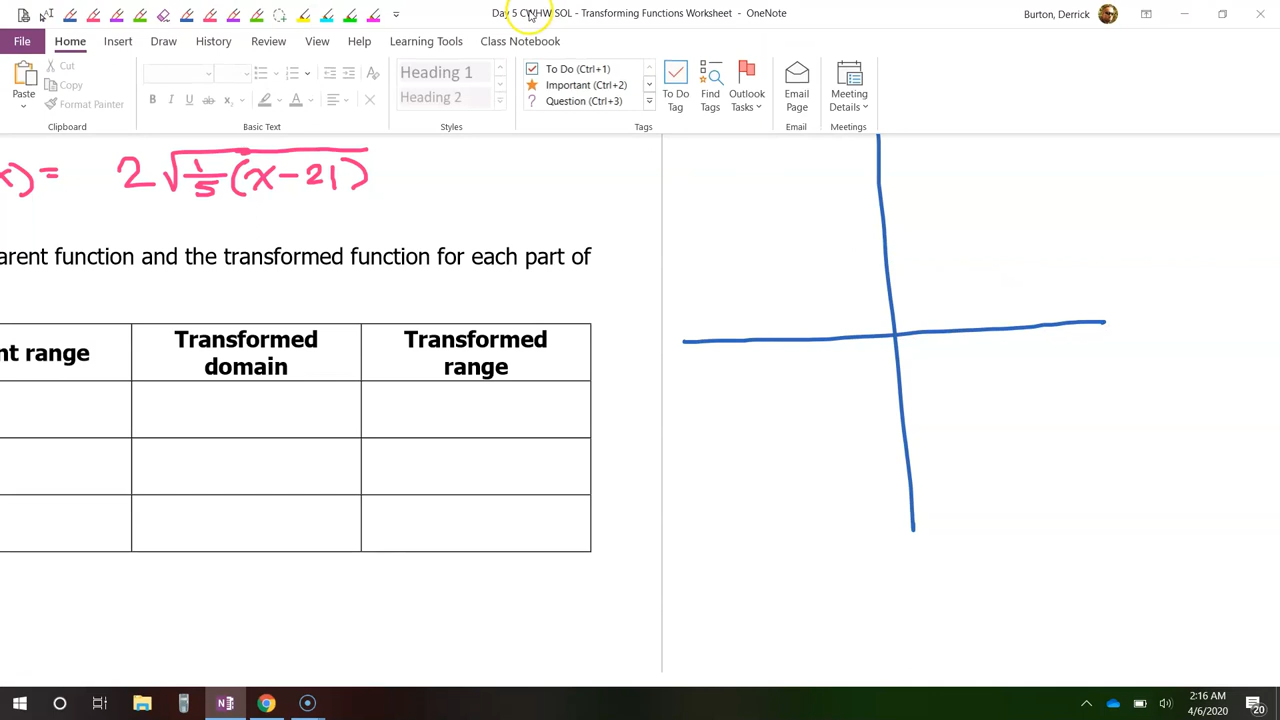 Day 5 CWHW SOL - Transforming Functions Worksheet - OneNote
Burton, Derrick
File Home Insert Draw History Review View Help Learning Tools Class Notebook
Paste
Cut
Copy
Format Painter
Clipboard
B I U ab x A
Basic Text
Heading 1
Heading 2
Styles
To Do (Ctrl+1)
Important (Ctrl+2)
Question (Ctrl+3)
To Do Tag
Find Tags
Outlook Tasks
Tags
Email Page
Email
Meeting Details
Meetings
x) = 2√1/5(x-21)
arent function and the transformed function for each part of
nt range
Transformed domain
Transformed range
2:16 AM
4/6/2020
20